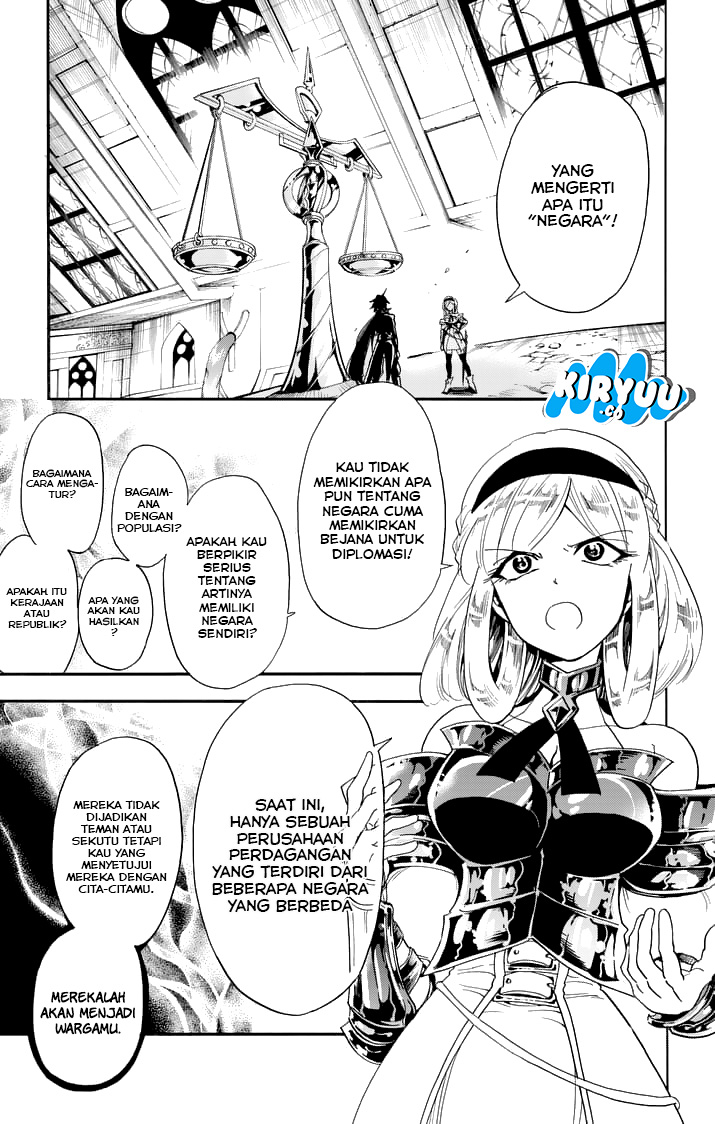 YANG
MENGERTI
APA ITU
"NEGARA"!
KIRYUU
.CO
KAU TIDAK
MEMIKIRKAN APA
PUN TENTANG
NEGARA CUMA
MEMIKIRKAN
BEJANA UNTUK
DIPLOMASI!
APAKAH KAU
BERPIKIR
SERIUS
TENTANG
ARTINYA
MEMILIKI
NEGARA
SENDIRI?
BAGAIM-
ANA
DENGAN
POPULASI?
BAGAIMANA
CARA MENGA-
TUR?
APA YANG
AKAN KAU
HASILKAN
?
APAKAH ITU
KERAJAAN
ATAU
REPUBLIK?
SAAT INI,
HANYA SEBUAH
PERUSAHAAN
PERDAGANGAN
YANG TERDIRI DARI
BEBERAPA NEGARA
YANG BERBEDA
MEREKA TIDAK
DIJADIKAN
TEMAN ATAU
SEKUTU TETAPI
KAU YANG
MENYETUJUI
MEREKA DENGAN
CITA-CITAMU.
MEREKALAH
AKAN MENJADI
WARGAMU.